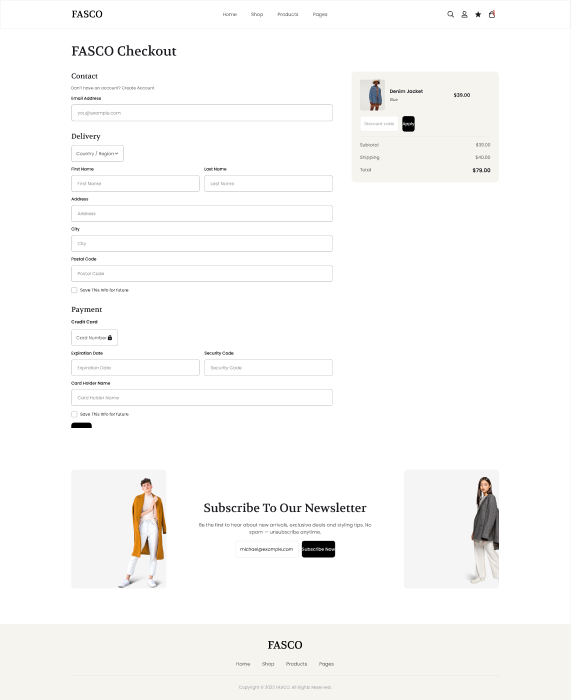 FASCO
Home Shop Products Pages
FASCO Checkout
Contact
Don't have an account? Create Account
Email Address
you@example.com
Delivery
Country / Region
First Name
Last Name
First Name
Last Name
Address
Address
City
City
Postal Code
Postal Code
Save This Info for future
Payment
Credit Card
Card Number
Expiration Date
Security Code
Expiration Date
Security Code
Card Holder Name
Card Holder Name
Save This Info for future
Denim Jacket
Blue
$39.00
Discount code
Apply
Subtotal $39.00
Shipping $40.00
Total $79.00
Subscribe To Our Newsletter
Be the first to hear about new arrivals, exclusive deals and styling tips. No
spam — unsubscribe anytime.
michael@example.com
Subscribe Now
FASCO
Home Shop Products Pages